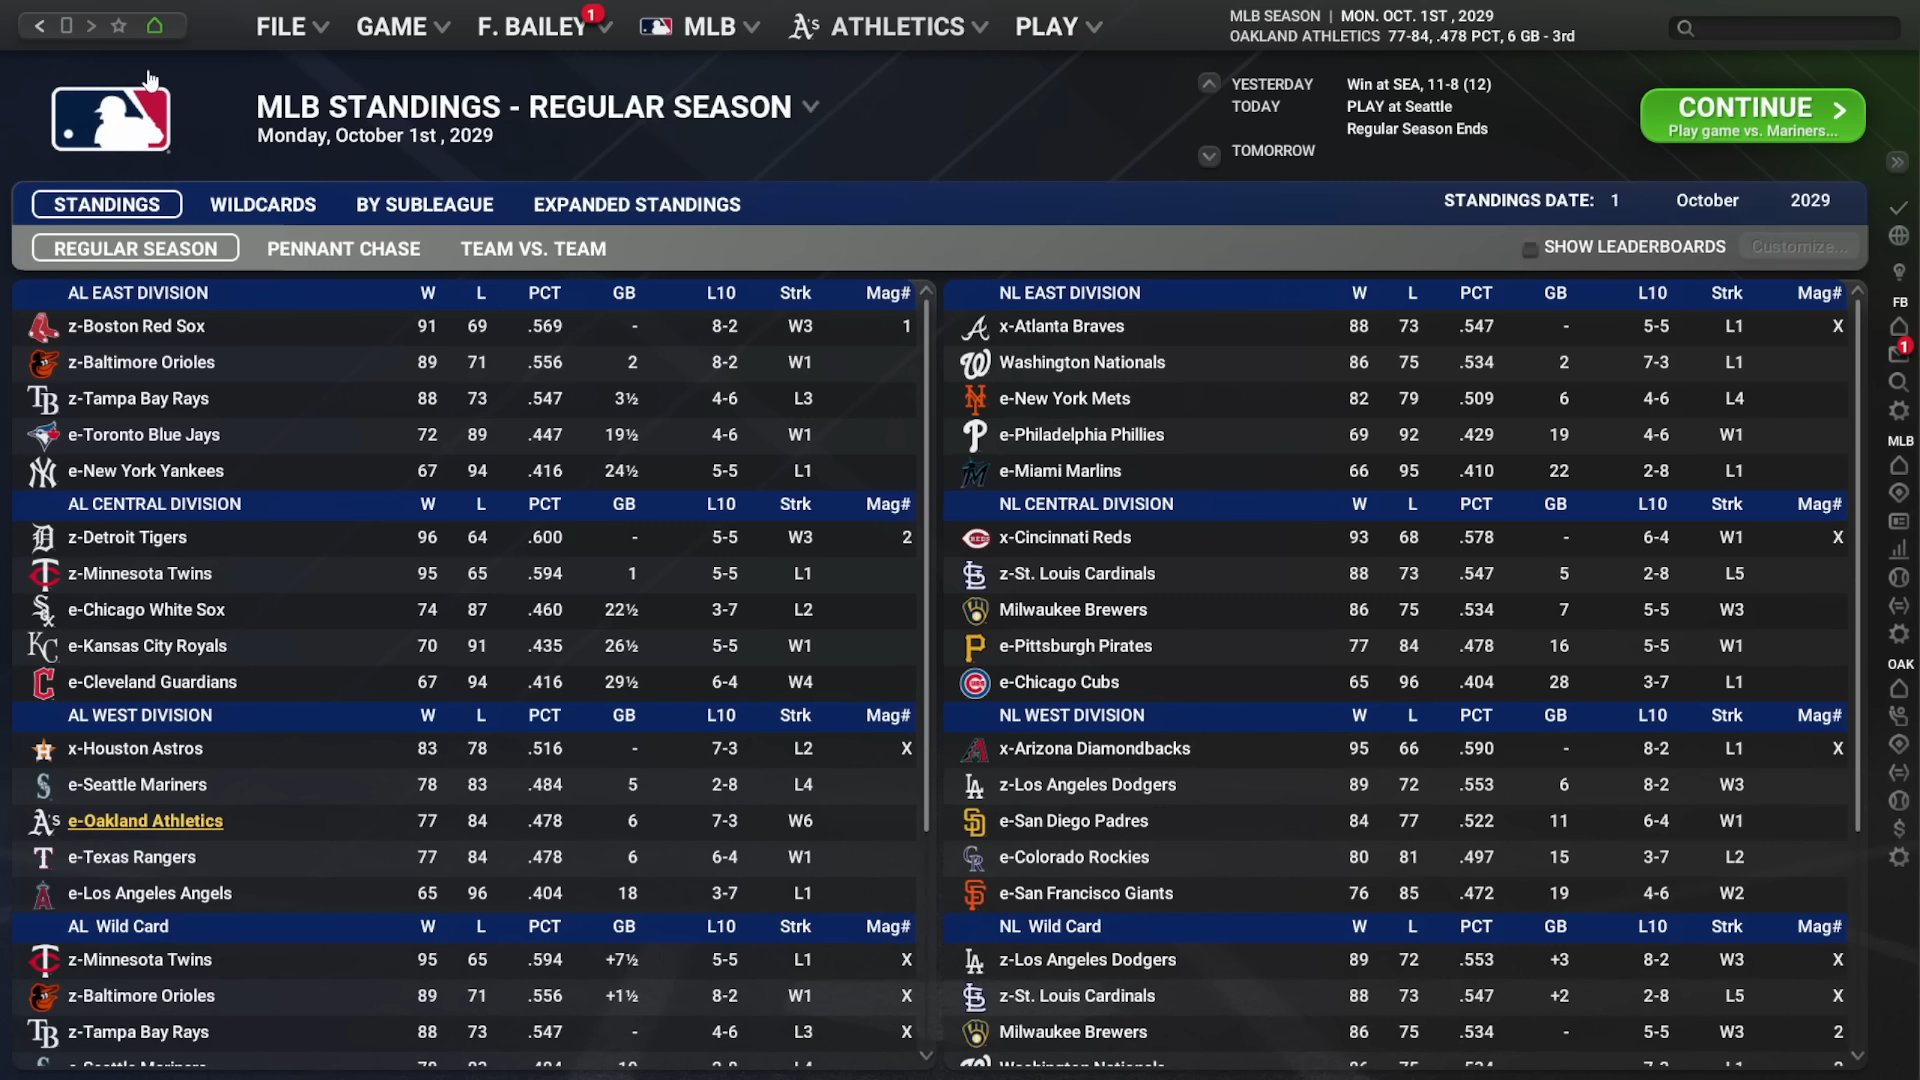 FILE GAME F. BAILEY 1 MLB ATHLETICS PLAY
MLB SEASON | MON. OCT. 1ST , 2029
OAKLAND ATHLETICS 77-84, .478 PCT, 6 GB - 3rd
MLB STANDINGS - REGULAR SEASON
Monday, October 1st , 2029
YESTERDAY Win at SEA, 11-8 (12)
TODAY PLAY at Seattle
Regular Season Ends
TOMORROW
CONTINUE
Play game vs. Mariners...
STANDINGS WILDCARDS BY SUBLEAGUE EXPANDED STANDINGS
STANDINGS DATE: 1 October 2029
REGULAR SEASON PENNANT CHASE TEAM VS. TEAM
SHOW LEADERBOARDS Customize...
AL EAST DIVISION W L PCT GB L10 Strk Mag#
z-Boston Red Sox 91 69 .569 - 8-2 W3 1
z-Baltimore Orioles 89 71 .556 2 8-2 W1
z-Tampa Bay Rays 88 73 .547 3½ 4-6 L3
e-Toronto Blue Jays 72 89 .447 19½ 4-6 W1
e-New York Yankees 67 94 .416 24½ 5-5 L1
AL CENTRAL DIVISION W L PCT GB L10 Strk Mag#
z-Detroit Tigers 96 64 .600 - 5-5 W3 2
z-Minnesota Twins 95 65 .594 1 5-5 L1
e-Chicago White Sox 74 87 .460 22½ 3-7 L2
e-Kansas City Royals 70 91 .435 26½ 5-5 W1
e-Cleveland Guardians 67 94 .416 29½ 6-4 W4
AL WEST DIVISION W L PCT GB L10 Strk Mag#
x-Houston Astros 83 78 .516 - 7-3 L2 X
e-Seattle Mariners 78 83 .484 5 2-8 L4
e-Oakland Athletics 77 84 .478 6 7-3 W6
e-Texas Rangers 77 84 .478 6 6-4 W1
e-Los Angeles Angels 65 96 .404 18 3-7 L1
AL Wild Card W L PCT GB L10 Strk Mag#
z-Minnesota Twins 95 65 .594 +7½ 5-5 L1 X
z-Baltimore Orioles 89 71 .556 +1½ 8-2 W1 X
z-Tampa Bay Rays 88 73 .547 - 4-6 L3 X
NL EAST DIVISION W L PCT GB L10 Strk Mag#
x-Atlanta Braves 88 73 .547 - 5-5 L1 X
Washington Nationals 86 75 .534 2 7-3 L1
e-New York Mets 82 79 .509 6 4-6 L4
e-Philadelphia Phillies 69 92 .429 19 4-6 W1
e-Miami Marlins 66 95 .410 22 2-8 L1
NL CENTRAL DIVISION W L PCT GB L10 Strk Mag#
x-Cincinnati Reds 93 68 .578 - 6-4 W1 X
z-St. Louis Cardinals 88 73 .547 5 2-8 L5
Milwaukee Brewers 86 75 .534 7 5-5 W3
e-Pittsburgh Pirates 77 84 .478 16 5-5 W1
e-Chicago Cubs 65 96 .404 28 3-7 L1
NL WEST DIVISION W L PCT GB L10 Strk Mag#
x-Arizona Diamondbacks 95 66 .590 - 8-2 L1 X
z-Los Angeles Dodgers 89 72 .553 6 8-2 W3
e-San Diego Padres 84 77 .522 11 6-4 W1
e-Colorado Rockies 80 81 .497 15 3-7 L2
e-San Francisco Giants 76 85 .472 19 4-6 W2
NL Wild Card W L PCT GB L10 Strk Mag#
z-Los Angeles Dodgers 89 72 .553 +3 8-2 W3 X
z-St. Louis Cardinals 88 73 .547 +2 2-8 L5 X
Milwaukee Brewers 86 75 .534 - 5-5 W3 2
FB
1
MLB
OAK